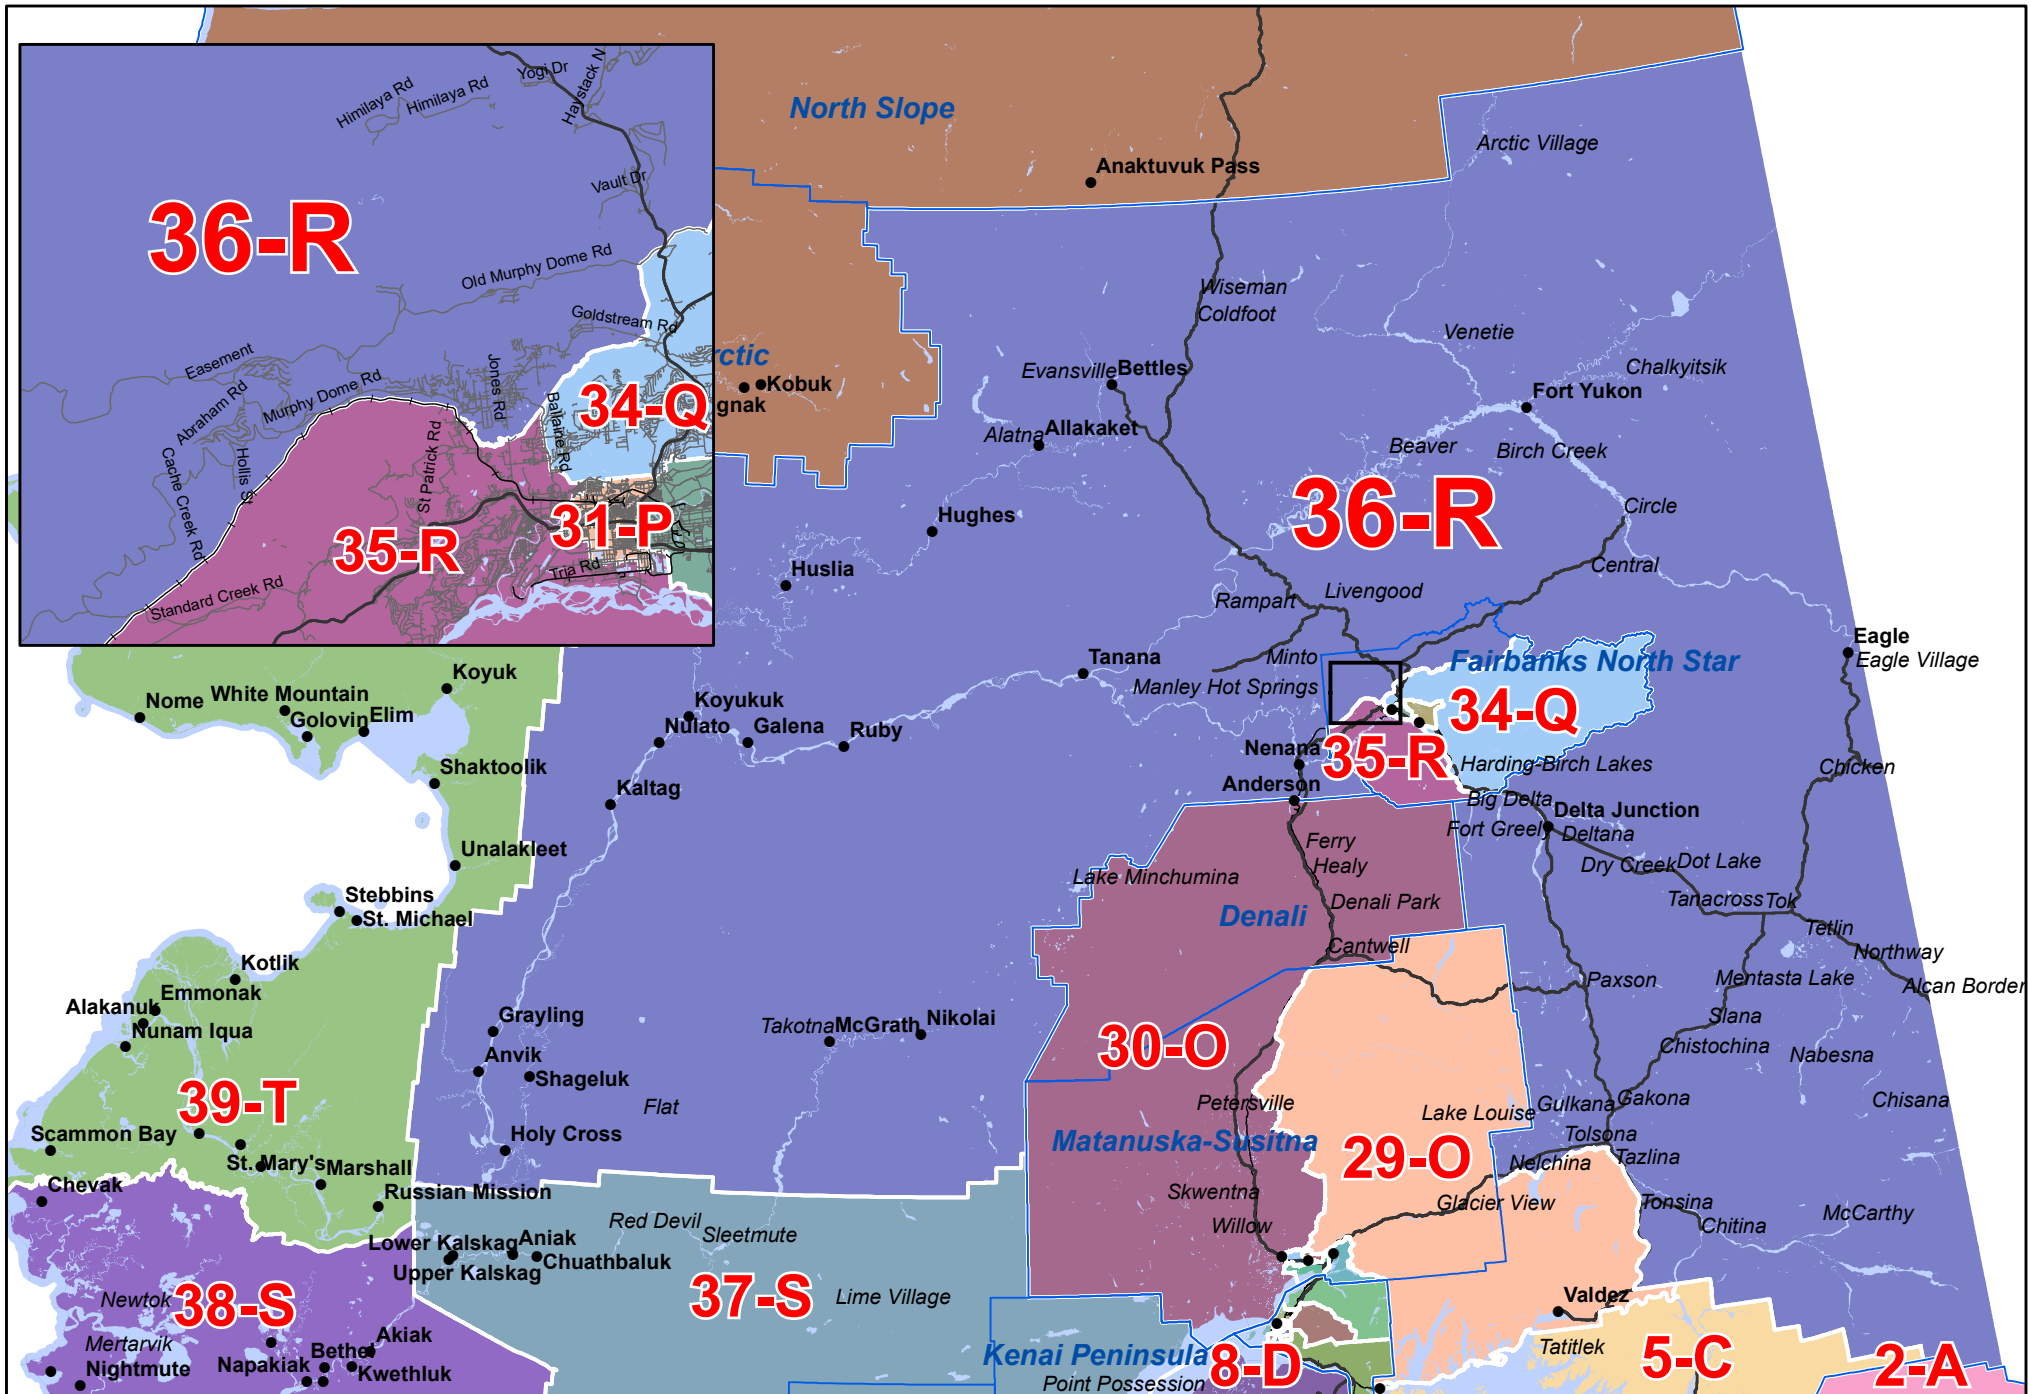 North Slope
Anaktuvuk Pass
Arctic Village
Himilaya Rd
Himilaya Rd
Yogi Dr
Haystack N
Vault Dr
36-R
Old Murphy Dome Rd
Goldstream Rd
Easement
Abraham Rd
Murphy Dome Rd
Jones Rd
Ballaine Rd
34-Q
Cache Creek Rd
Hollis St
St Patrick Rd
35-R
31-P
Standard Creek Rd
Tria Rd
rctic
Kobuk
gnak
Wiseman
Coldfoot
Venetie
Chalkyitsik
Evansville
Bettles
Fort Yukon
Alatna
Allakaket
Beaver
Birch Creek
36-R
Hughes
Circle
Huslia
Central
Rampart
Livengood
Eagle
Eagle Village
Tanana
Minto
Fairbanks North Star
Manley Hot Springs
34-Q
Koyuk
Nome
White Mountain
Golovin
Elim
Koyukuk
Nulato
Galena
Ruby
Nenana
35-R
Harding-Birch Lakes
Chicken
Shaktoolik
Kaltag
Anderson
Big Delta
Delta Junction
Fort Greely
Deltana
Ferry
Healy
Dry Creek
Dot Lake
Unalakleet
Lake Minchumina
Denali Park
Tanacross
Tok
Stebbins
St. Michael
Denali
Cantwell
Tetlin
Northway
Kotlik
Emmonak
Alakanuk
Nunam Iqua
Paxson
Mentasta Lake
Alcan Border
Grayling
Takotna
McGrath
Nikolai
30-O
Slana
Chistochina
Nabesna
Anvik
Shageluk
39-T
Flat
Petersville
Lake Louise
Gulkana
Gakona
Chisana
Scammon Bay
Holy Cross
Matanuska-Susitna
29-O
Tolsona
Nelchina
Tazlina
St. Mary's
Marshall
Chevak
Russian Mission
Skwentna
Glacier View
Tonsina
Chitina
McCarthy
Red Devil
Sleetmute
Willow
Lower Kalskag
Aniak
Upper Kalskag
Chuathbaluk
Newtok
38-S
37-S
Lime Village
Valdez
Mertarvik
Akiak
Bethel
Nightmute
Napakiak
Kwethluk
Kenai Peninsula
Point Possession
8-D
Tatitlek
5-C
2-A